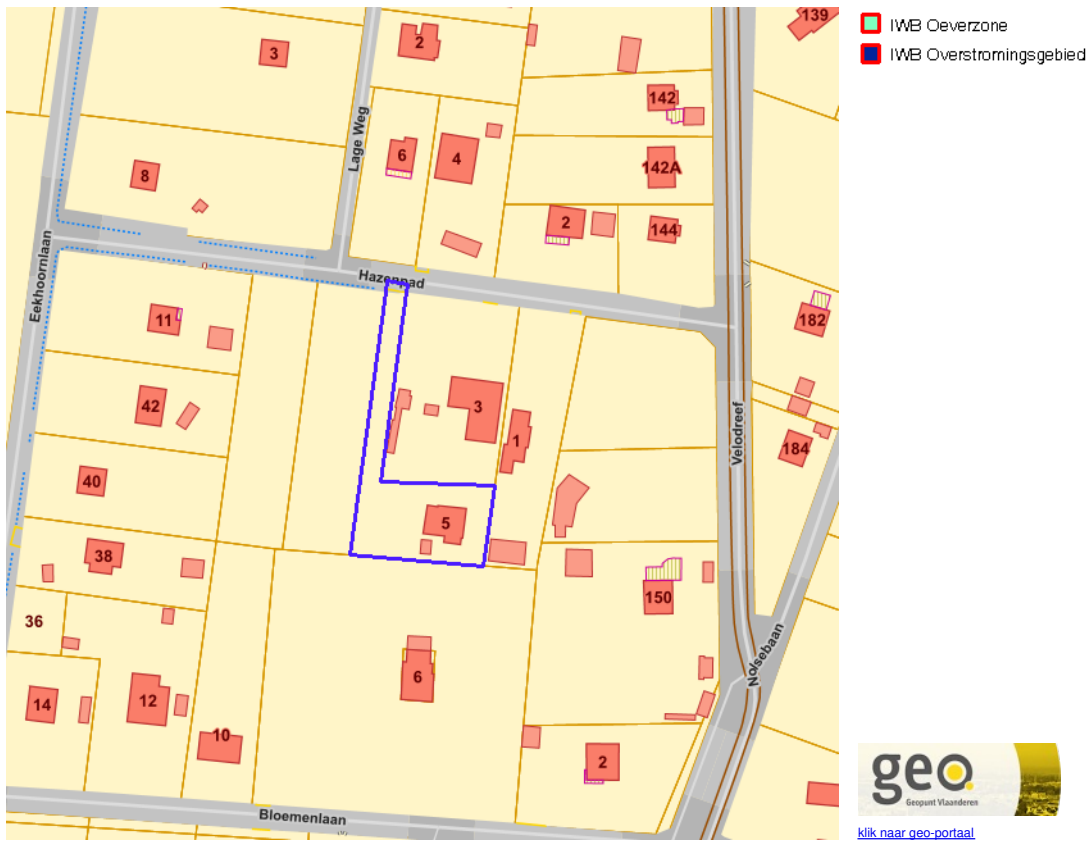 139
IWB Oeverzone
IWB Overstromingsgebied
3
2
142
Lage Weg
6
4
142A
8
2
144
Eekhoornlaan
Hazenpad
11
182
42
3
1
Velodreef
184
40
5
38
150
36
6
Nolsebaan
14
12
10
2
geo
Geopunt Vlaanderen
Bloemenlaan
klik naar geo-portaal